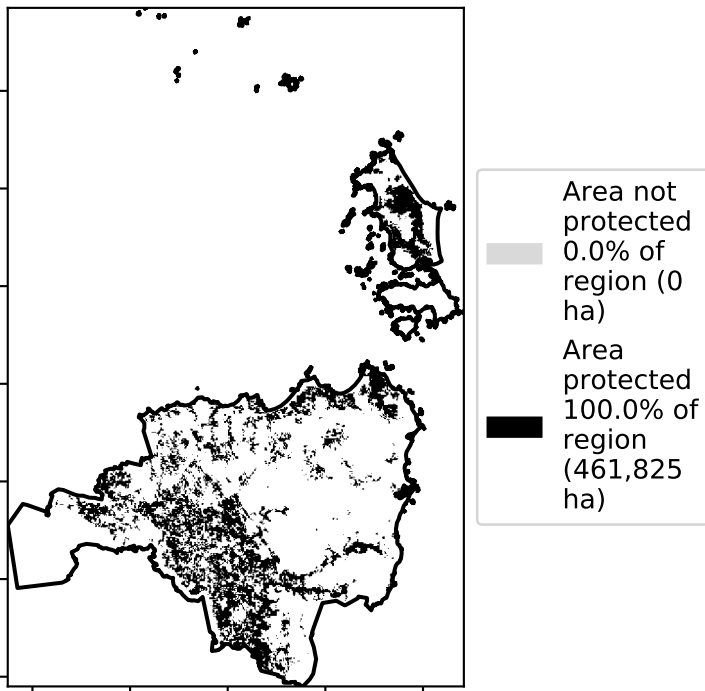 Area not
protected
0.0% of
region (0
ha)
Area
protected
100.0% of
region
(461,825
ha)